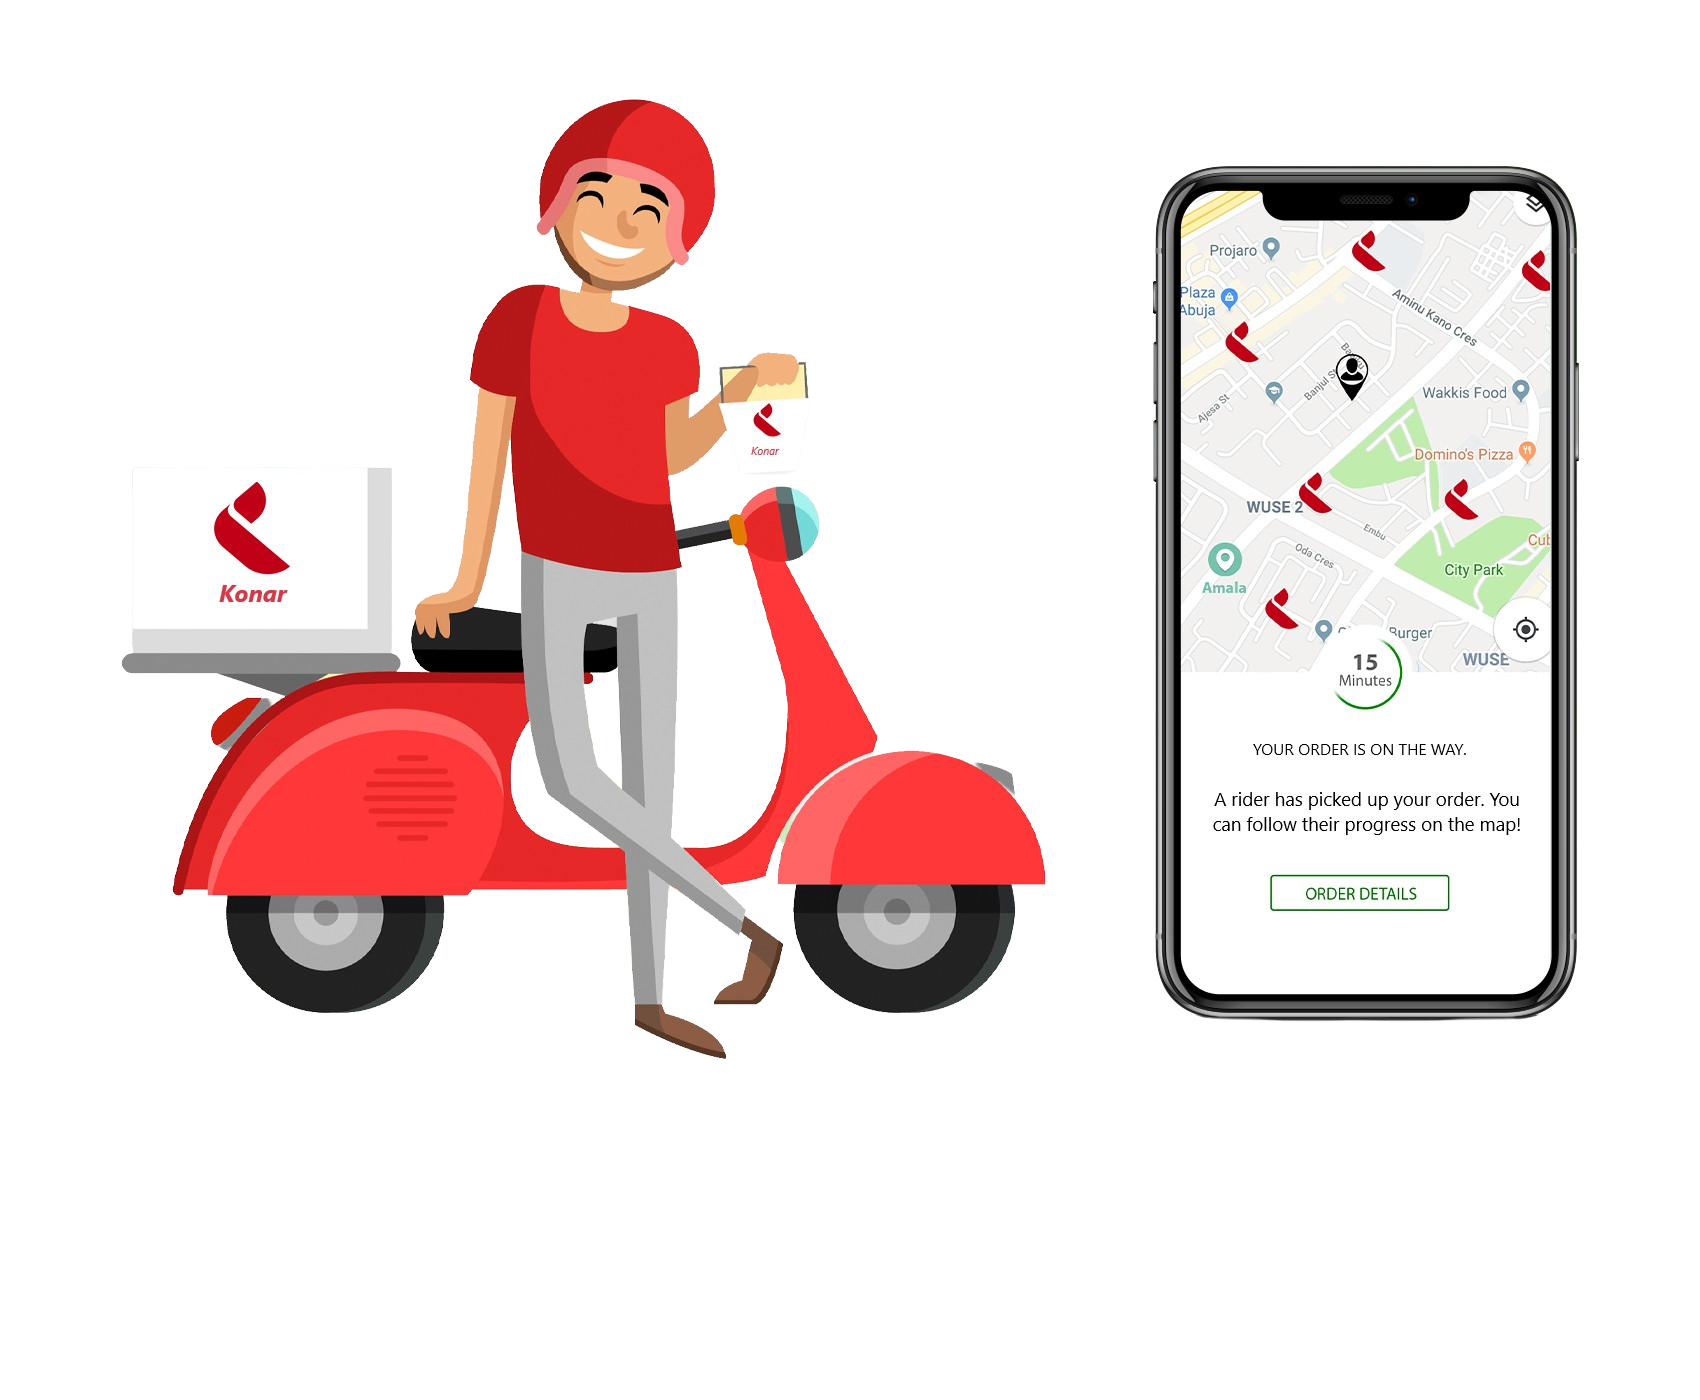 Konar
Konar
Projaro
Plaza
Abuja
Aminu Kano Cres
Banjul St
Ajesa St
Wakkis Food
Domino's Pizza
WUSE 2
Embu
Oda Cres
Amala
City Park
Burger
WUSE
15
Minutes
YOUR ORDER IS ON THE WAY.
A rider has picked up your order. You
can follow their progress on the map!
ORDER DETAILS